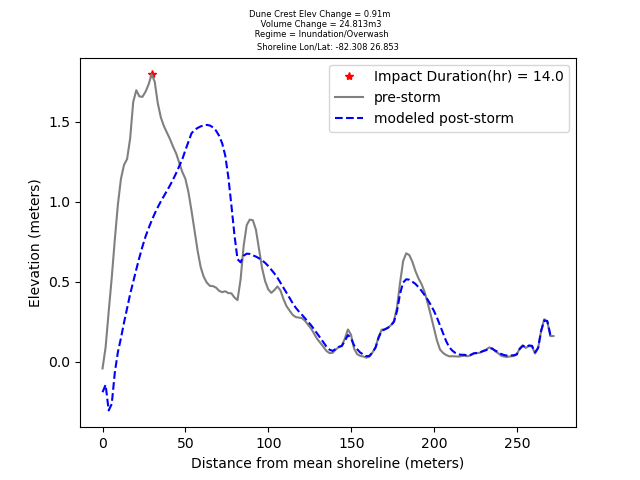 Dune Crest Elev Change = 0.91m
Volume Change = 24.813m3
Regime = Inundation/Overwash
Shoreline Lon/Lat: -82.308 26.853
Impact Duration(hr) = 14.0
pre-storm
modeled post-storm
Elevation (meters)
1.5
1.0
0.5
0.0
0 50 100 150 200 250
Distance from mean shoreline (meters)